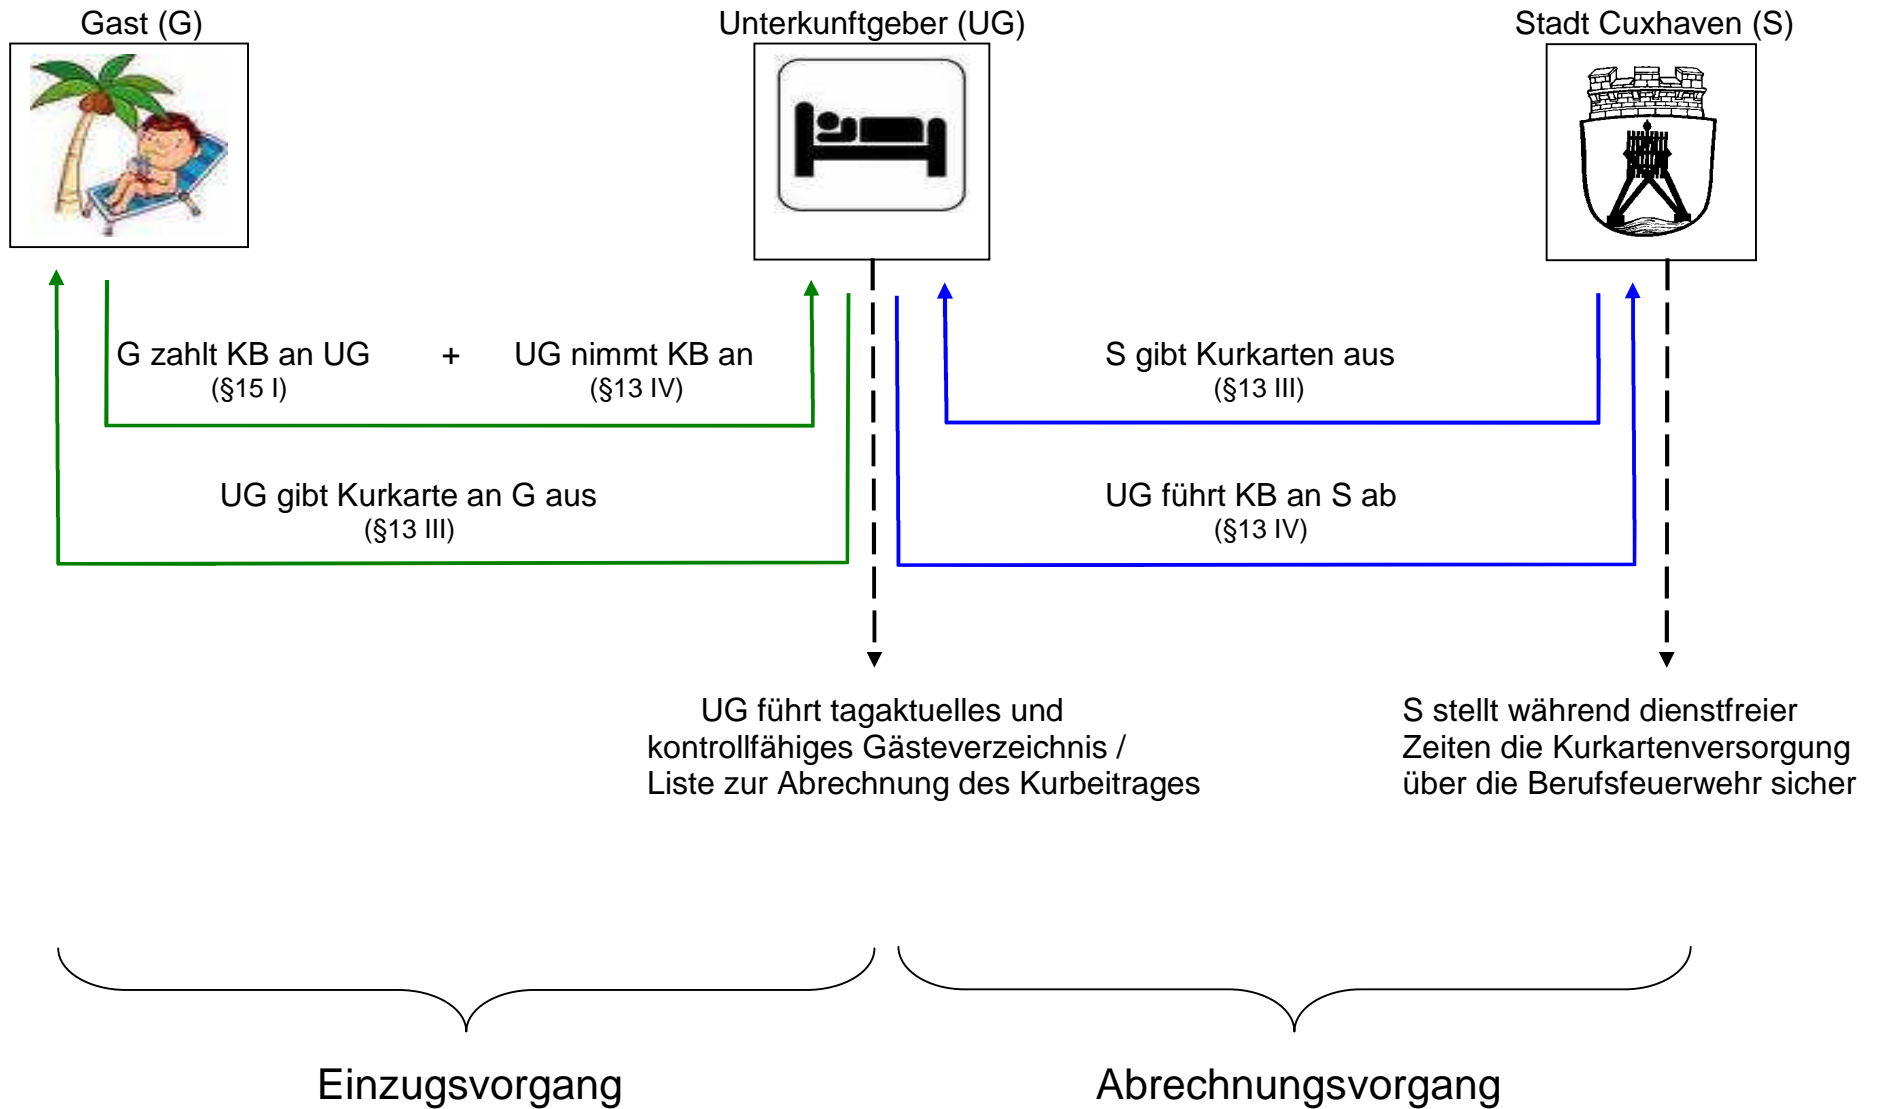 Gast (G)
Unterkunftgeber (UG)
Stadt Cuxhaven (S)
G zahlt KB an UG + UG nimmt KB an
(§15 I) (§13 IV)
S gibt Kurkarten aus
(§13 III)
UG gibt Kurkarte an G aus
(§13 III)
UG führt KB an S ab
(§13 IV)
UG führt tagaktuelles und
kontrollfähiges Gästeverzeichnis /
Liste zur Abrechnung des Kurbeitrages
S stellt während dienstfreier
Zeiten die Kurkartenversorgung
über die Berufsfeuerwehr sicher
Einzugsvorgang
Abrechnungsvorgang